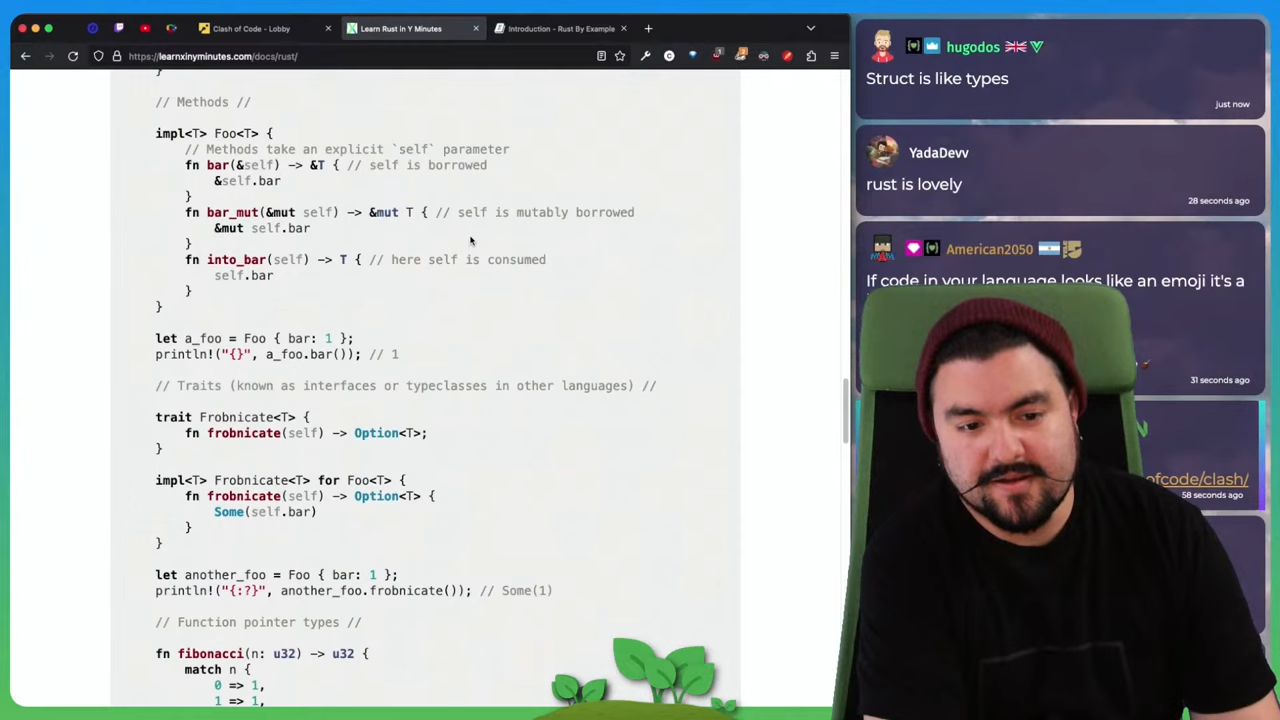 Clash of Code - Lobby
Learn Rust in Y Minutes
Introduction - Rust By Example
https://learnxinyminutes.com/docs/rust/
}
// Methods //
impl<T> Foo<T> {
// Methods take an explicit `self` parameter
fn bar(&self) -> &T { // self is borrowed
&self.bar
}
fn bar_mut(&mut self) -> &mut T { // self is mutably borrowed
&mut self.bar
}
fn into_bar(self) -> T { // here self is consumed
self.bar
}
}
let a_foo = Foo { bar: 1 };
println!("{}", a_foo.bar()); // 1
// Traits (known as interfaces or typeclasses in other languages) //
trait Frobnicate<T> {
fn frobnicate(self) -> Option<T>;
}
impl<T> Frobnicate<T> for Foo<T> {
fn frobnicate(self) -> Option<T> {
Some(self.bar)
}
}
let another_foo = Foo { bar: 1 };
println!("{:?}", another_foo.frobnicate()); // Some(1)
// Function pointer types //
fn fibonacci(n: u32) -> u32 {
match n {
0 => 1,
1 => 1,
hugodos
Struct is like types
just now
YadaDevv
rust is lovely
28 seconds ago
American2050
If code in your language looks like an emoji it's a
31 seconds ago
ofcode/clash/
58 seconds ago